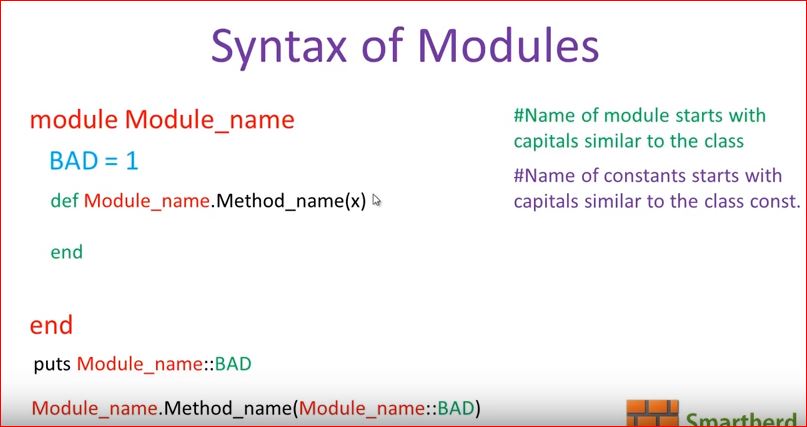 Syntax of Modules
module Module_name
#Name of module starts with
capitals similar to the class
BAD = 1
#Name of constants starts with
capitals similar to the class const.
def Module_name.Method_name(x)
end
end
puts Module_name::BAD
Module_name.Method_name(Module_name::BAD)
Smartherd